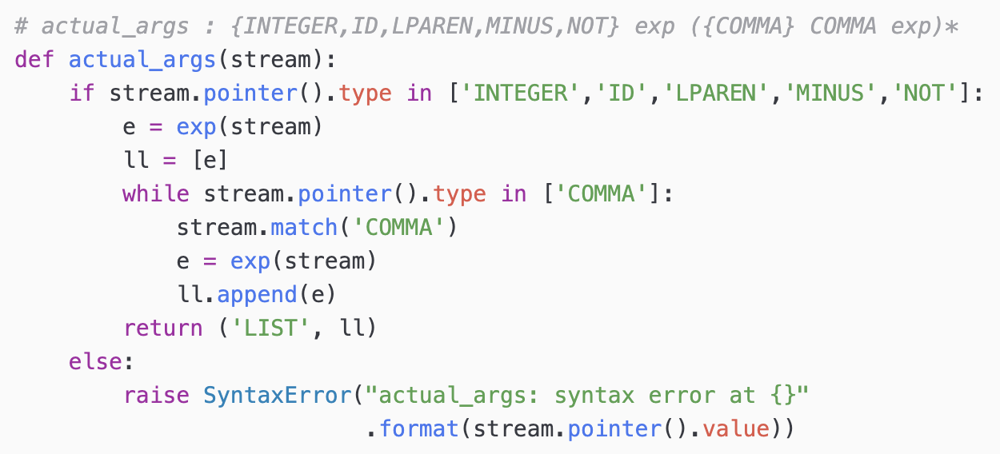 # actual_args : {INTEGER,ID,LPAREN,MINUS,NOT} exp ({COMMA} COMMA exp)*
def actual_args(stream):
    if stream.pointer().type in ['INTEGER','ID','LPAREN','MINUS','NOT']:
        e = exp(stream)
        ll = [e]
        while stream.pointer().type in ['COMMA']:
            stream.match('COMMA')
            e = exp(stream)
            ll.append(e)
        return ('LIST', ll)
    else:
        raise SyntaxError("actual_args: syntax error at {}"
                          .format(stream.pointer().value))